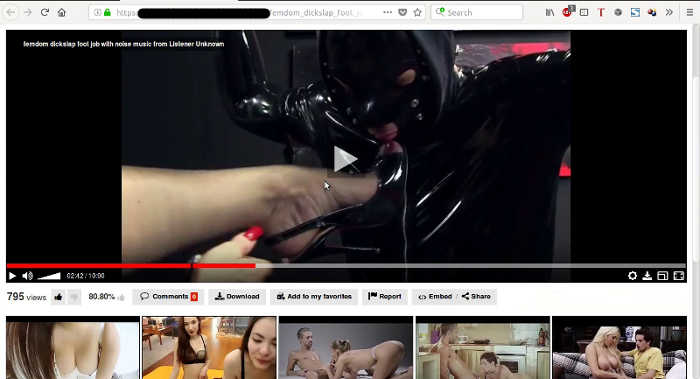 https:// /femdom_dickslap_foot_j
Search
femdom dickslap foot job with noise music from Listener Unknown
02:42 / 10:00
795 views 80.80% Comments 0 Download Add to my favorites Report Embed / Share